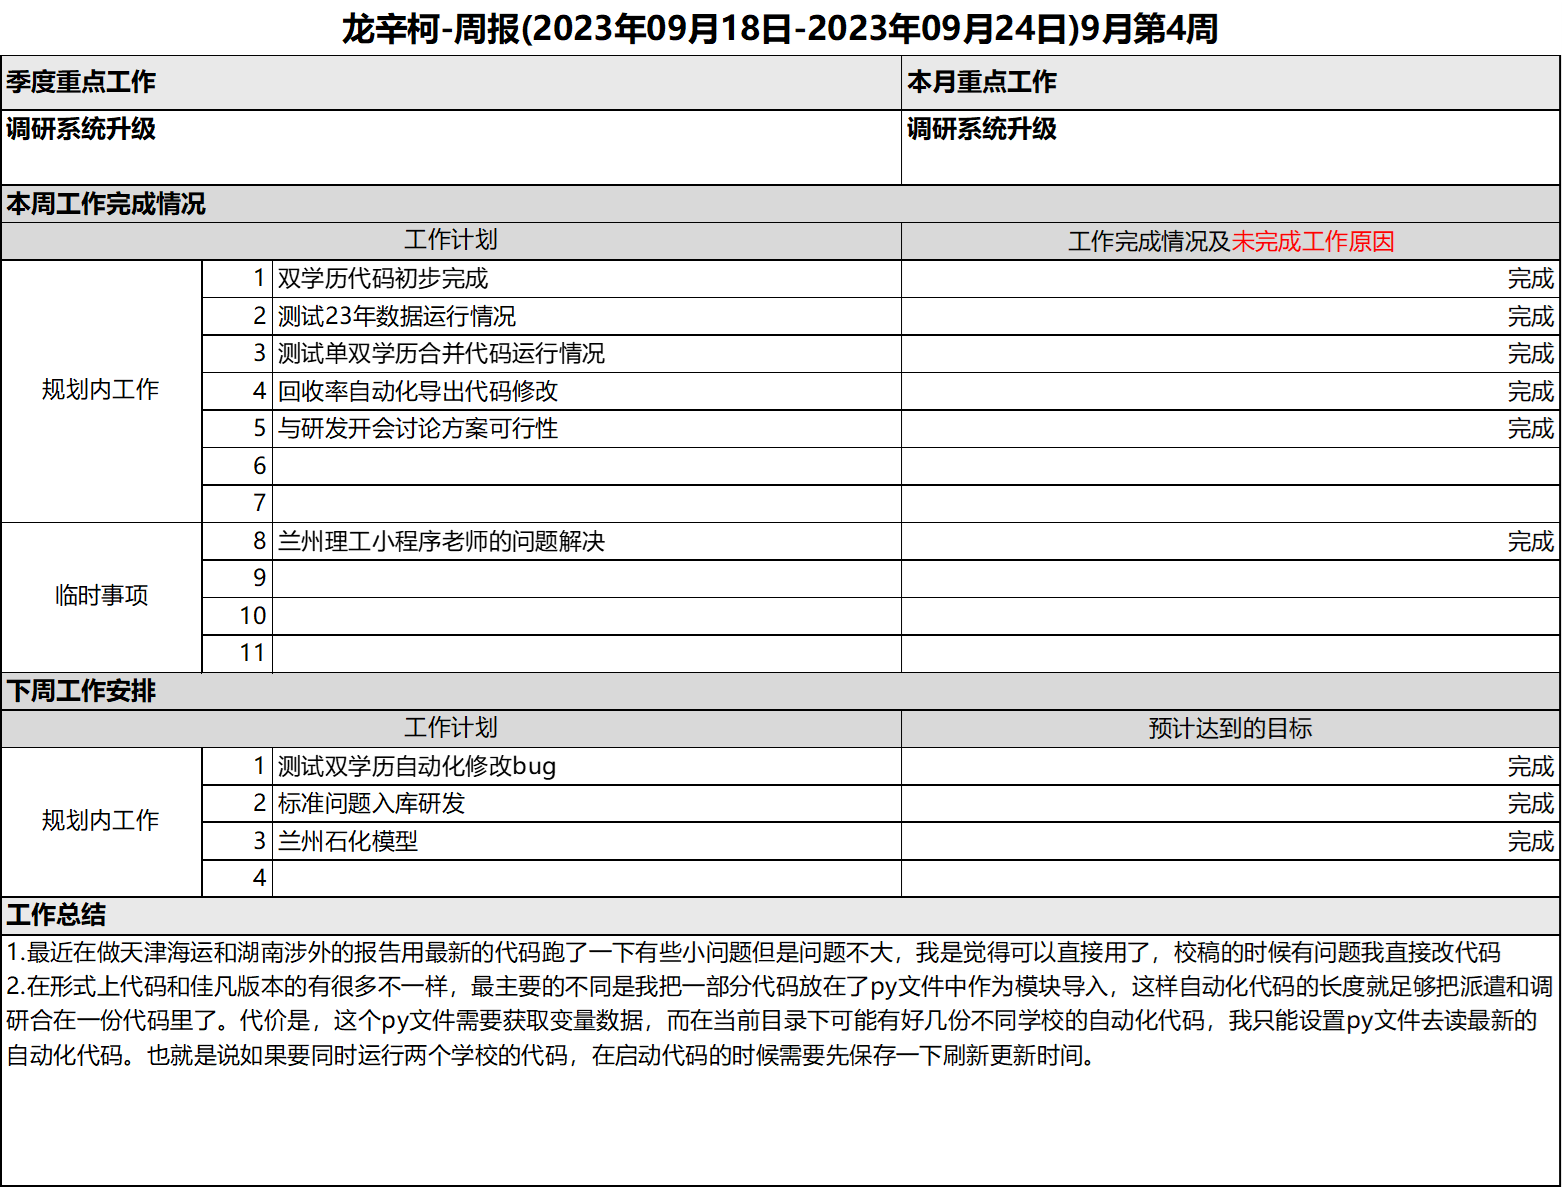 龙辛柯-周报(2023年09月18日-2023年09月24日)9月第4周
季度重点工作 本月重点工作
调研系统升级 调研系统升级
本周工作完成情况
工作计划 工作完成情况及未完成工作原因
规划内工作
1 双学历代码初步完成 完成
2 测试23年数据运行情况 完成
3 测试单双学历合并代码运行情况 完成
4 回收率自动化导出代码修改 完成
5 与研发开会讨论方案可行性 完成
6
7
临时事项
8 兰州理工小程序老师的问题解决 完成
9
10
11
下周工作安排
工作计划 预计达到的目标
规划内工作
1 测试双学历自动化修改bug 完成
2 标准问题入库研发 完成
3 兰州石化模型 完成
4
工作总结
1.最近在做天津海运和湖南涉外的报告用最新的代码跑了一下有些小问题但是问题不大，我是觉得可以直接用了，校稿的时候有问题我直接改代码
2.在形式上代码和佳凡版本的有很多不一样，最主要的不同是我把一部分代码放在了py文件中作为模块导入，这样自动化代码的长度就足够把派遣和调
研合在一份代码里了。代价是，这个py文件需要获取变量数据，而在当前目录下可能有好几份不同学校的自动化代码，我只能设置py文件去读最新的
自动化代码。也就是说如果要同时运行两个学校的代码，在启动代码的时候需要先保存一下刷新更新时间。